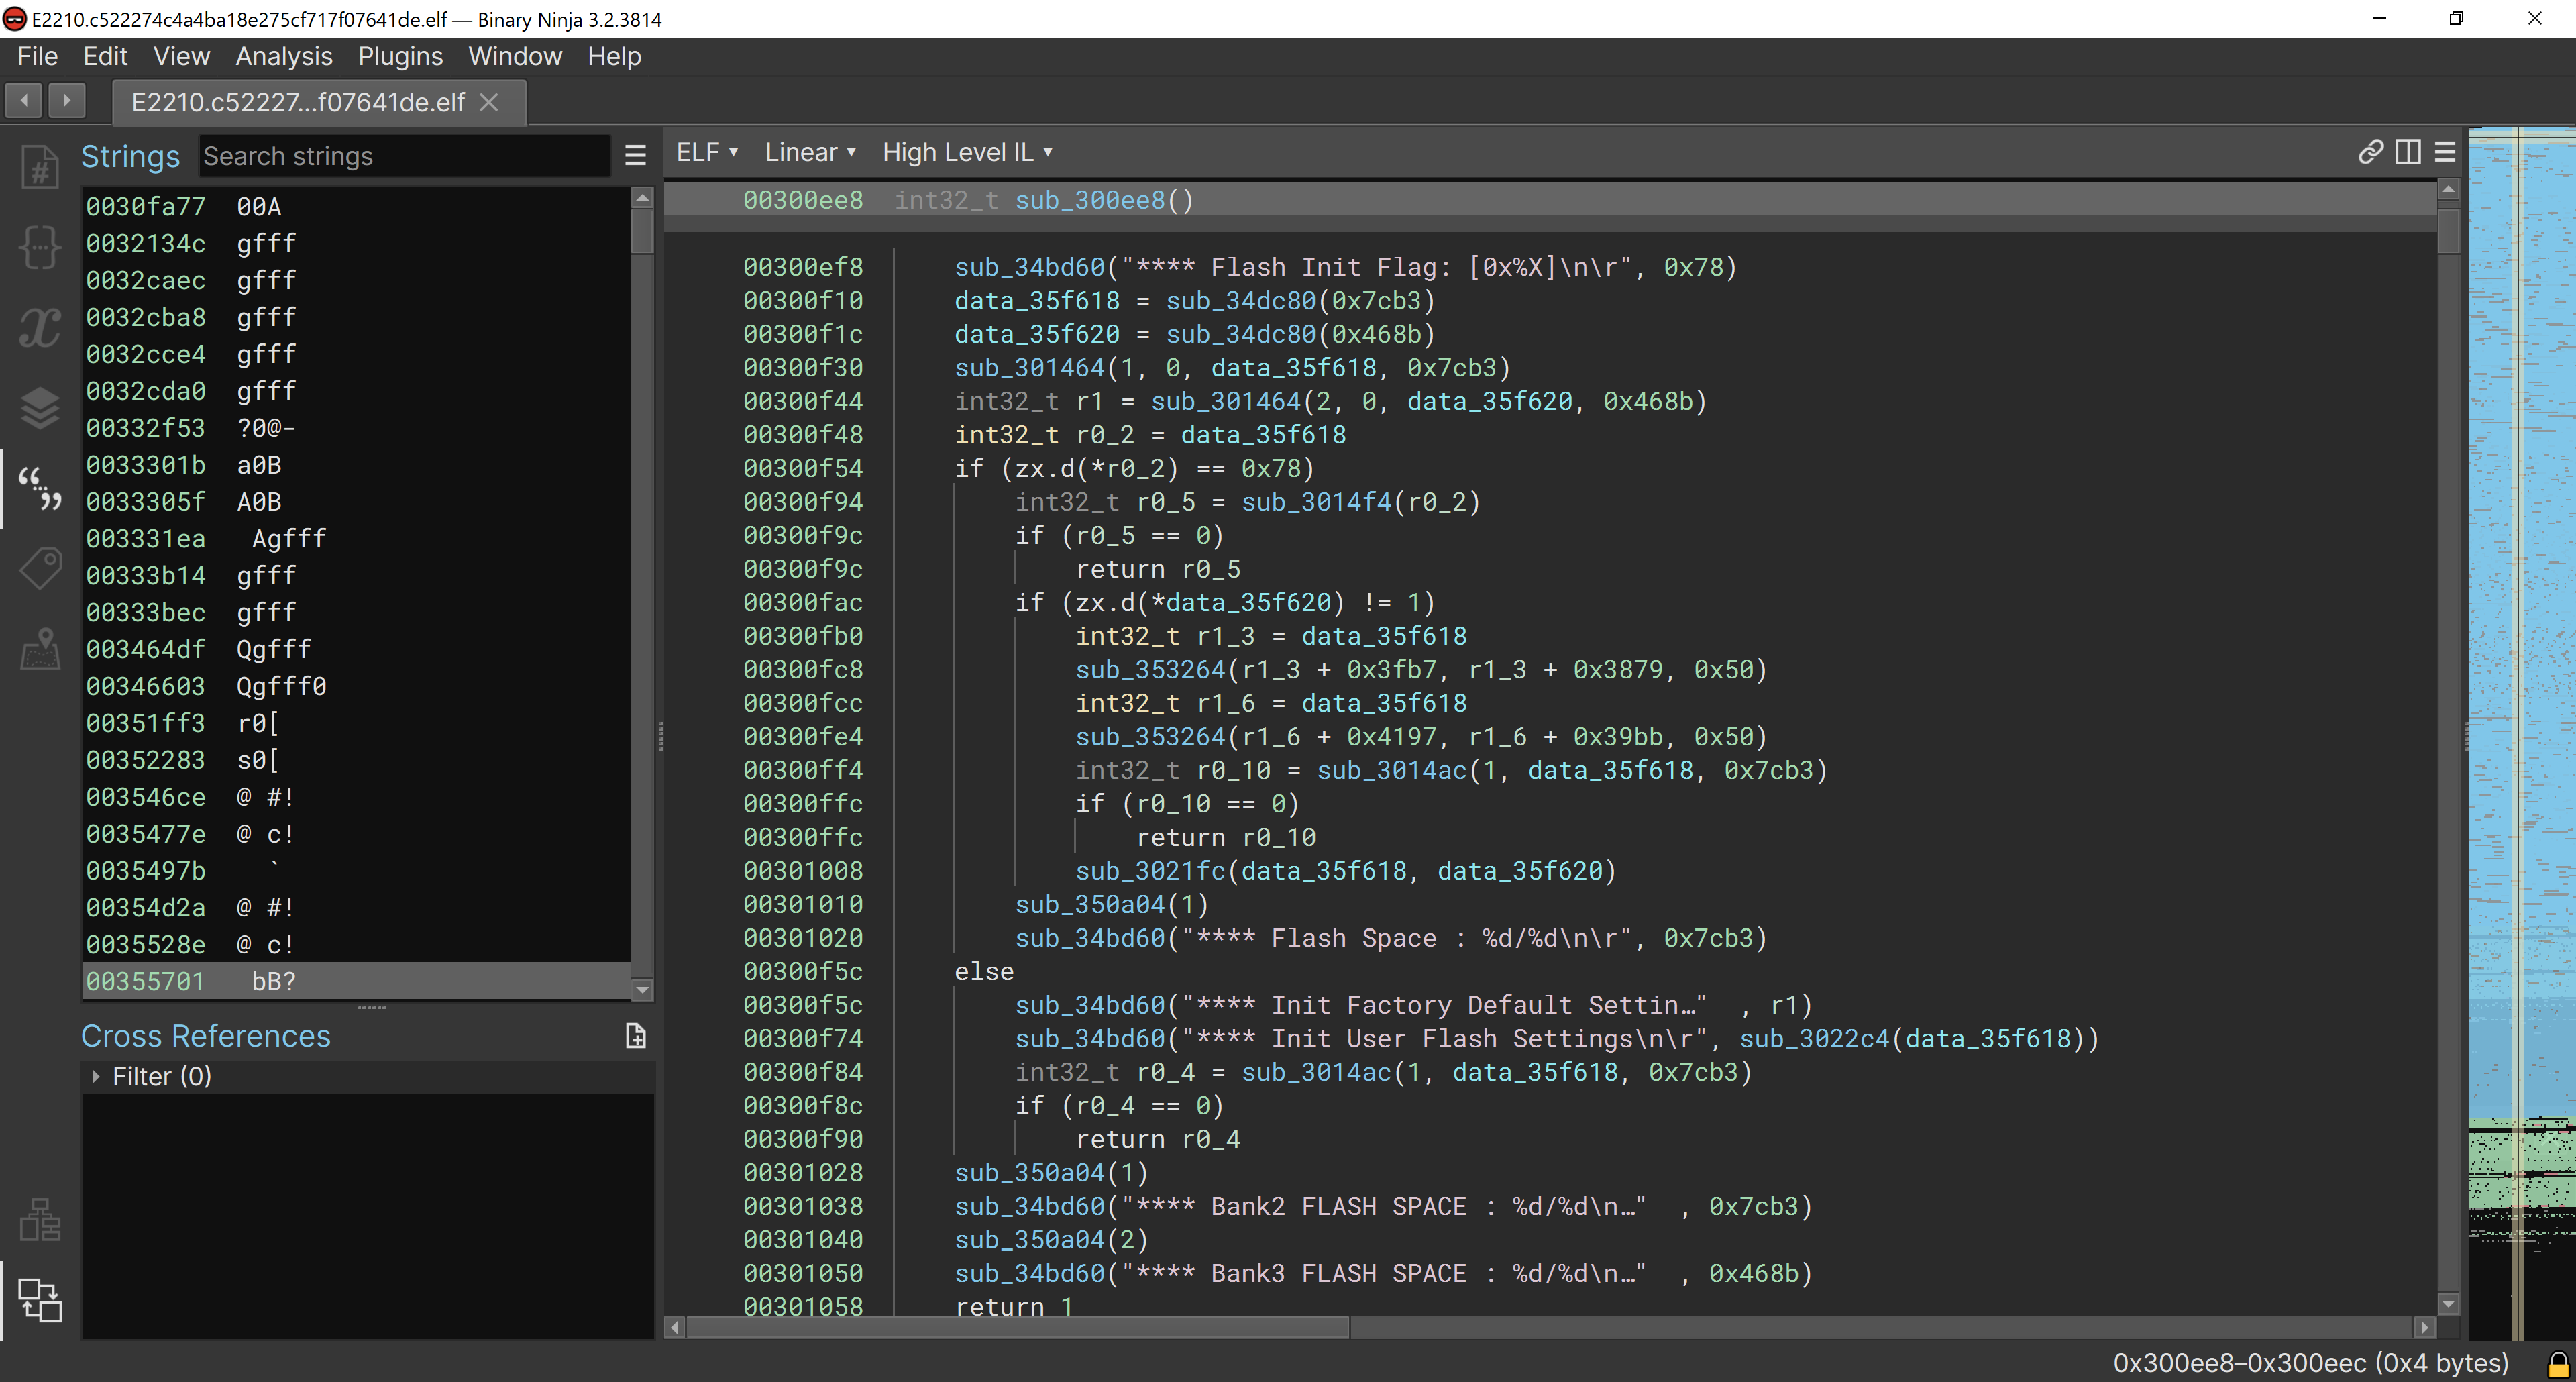 E2210.c522274c4a4ba18e275cf717f07641de.elf — Binary Ninja 3.2.3814
File Edit View Analysis Plugins Window Help
E2210.c52227...f07641de.elf
Strings Search strings
0030fa77 00A
0032134c gfff
0032caec gfff
0032cba8 gfff
0032cce4 gfff
0032cda0 gfff
00332f53 ?0@-
0033301b a0B
0033305f A0B
003331ea Agfff
00333b14 gfff
00333bec gfff
003464df Qgfff
00346603 Qgfff0
00351ff3 r0[
00352283 s0[
003546ce @ #!
0035477e @ c!
0035497b `
00354d2a @ #!
0035528e @ c!
00355701 bB?
Cross References
Filter (0)
ELF Linear High Level IL
00300ee8 int32_t sub_300ee8()
00300ef8 sub_34bd60("**** Flash Init Flag: [0x%X]\n\r", 0x78)
00300f10 data_35f618 = sub_34dc80(0x7cb3)
00300f1c data_35f620 = sub_34dc80(0x468b)
00300f30 sub_301464(1, 0, data_35f618, 0x7cb3)
00300f44 int32_t r1 = sub_301464(2, 0, data_35f620, 0x468b)
00300f48 int32_t r0_2 = data_35f618
00300f54 if (zx.d(*r0_2) == 0x78)
00300f94 int32_t r0_5 = sub_3014f4(r0_2)
00300f9c if (r0_5 == 0)
00300f9c return r0_5
00300fac if (zx.d(*data_35f620) != 1)
00300fb0 int32_t r1_3 = data_35f618
00300fc8 sub_353264(r1_3 + 0x3fb7, r1_3 + 0x3879, 0x50)
00300fcc int32_t r1_6 = data_35f618
00300fe4 sub_353264(r1_6 + 0x4197, r1_6 + 0x39bb, 0x50)
00300ff4 int32_t r0_10 = sub_3014ac(1, data_35f618, 0x7cb3)
00300ffc if (r0_10 == 0)
00300ffc return r0_10
00301008 sub_3021fc(data_35f618, data_35f620)
00301010 sub_350a04(1)
00301020 sub_34bd60("**** Flash Space : %d/%d\n\r", 0x7cb3)
00300f5c else
00300f5c sub_34bd60("**** Init Factory Default Settin…" , r1)
00300f74 sub_34bd60("**** Init User Flash Settings\n\r", sub_3022c4(data_35f618))
00300f84 int32_t r0_4 = sub_3014ac(1, data_35f618, 0x7cb3)
00300f8c if (r0_4 == 0)
00300f90 return r0_4
00301028 sub_350a04(1)
00301038 sub_34bd60("**** Bank2 FLASH SPACE : %d/%d\n…" , 0x7cb3)
00301040 sub_350a04(2)
00301050 sub_34bd60("**** Bank3 FLASH SPACE : %d/%d\n…" , 0x468b)
00301058 return 1
0x300ee8–0x300eec (0x4 bytes)